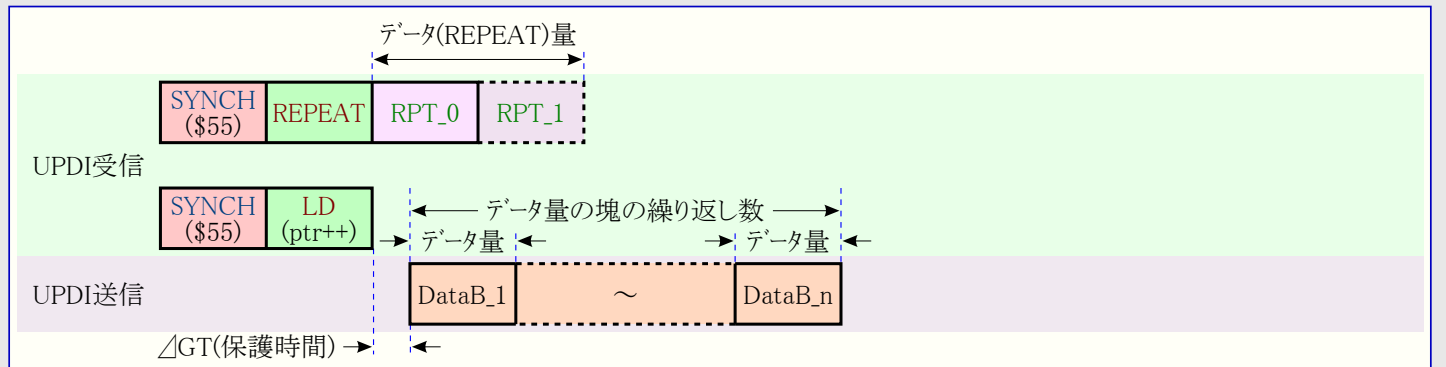 データ(REPEAT)量
SYNCH
($55)
REPEAT
RPT_0
RPT_1
UPDI受信
SYNCH
($55)
LD
(ptr++)
データ量の塊の繰り返し数
データ量
データ量
UPDI送信
DataB_1
～
DataB_n
⊿GT(保護時間)